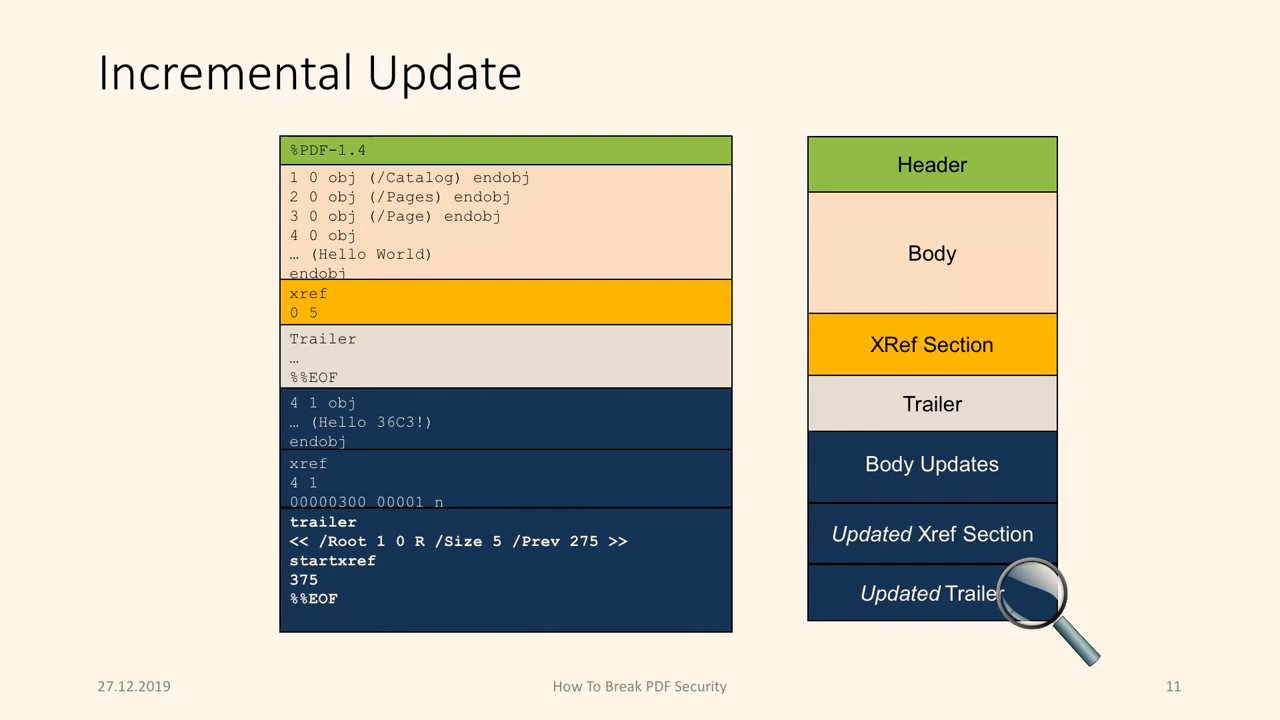 Incremental Update
%PDF-1.4
1 0 obj (/Catalog) endobj
2 0 obj (/Pages) endobj
3 0 obj (/Page) endobj
4 0 obj
… (Hello World)
endobj
xref
0 5
Trailer
…
%%EOF
4 1 obj
… (Hello 36C3!)
endobj
xref
4 1
00000300 00001 n
trailer
<< /Root 1 0 R /Size 5 /Prev 275 >>
startxref
375
%%EOF
Header
Body
XRef Section
Trailer
Body Updates
Updated Xref Section
Updated Trailer
27.12.2019
How To Break PDF Security
11